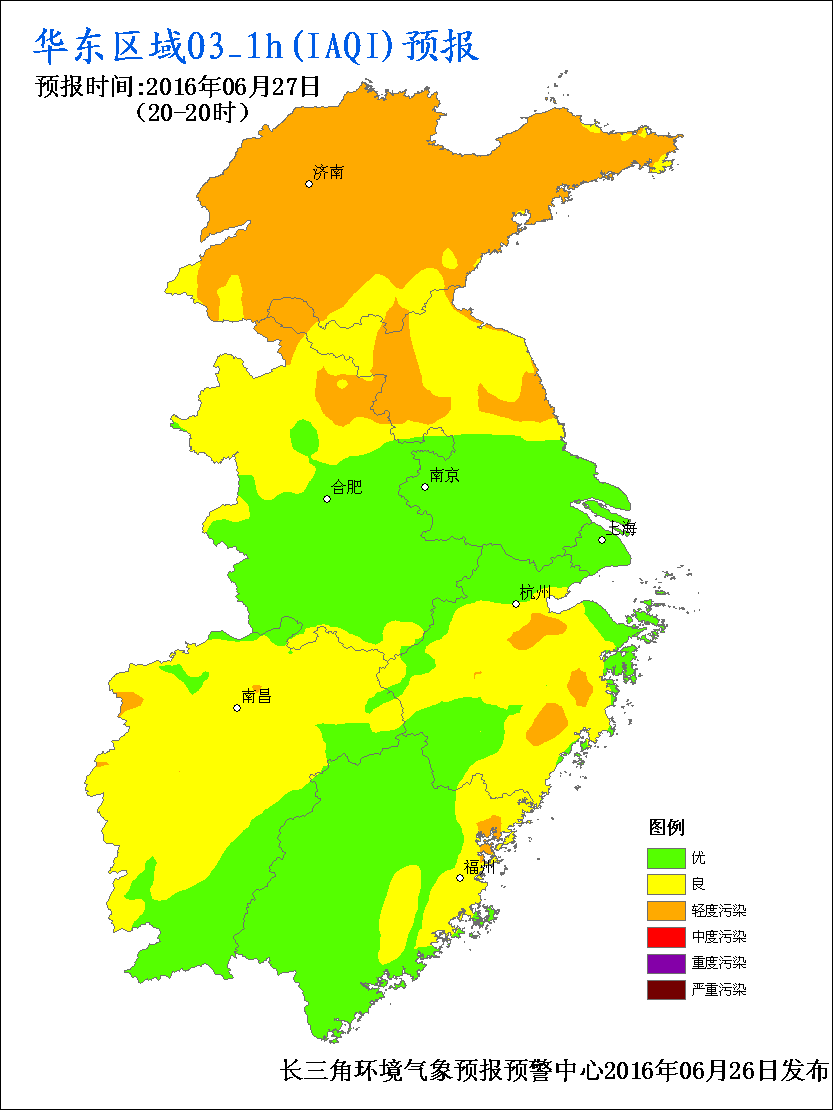 华东区域O3_1h(IAQI)预报
预报时间:2016年06月27日
(20-20时)
济南
南京
合肥
上海
杭州
南昌
福州
图例
优
良
轻度污染
中度污染
重度污染
严重污染
长三角环境气象预报预警中心2016年06月26日发布